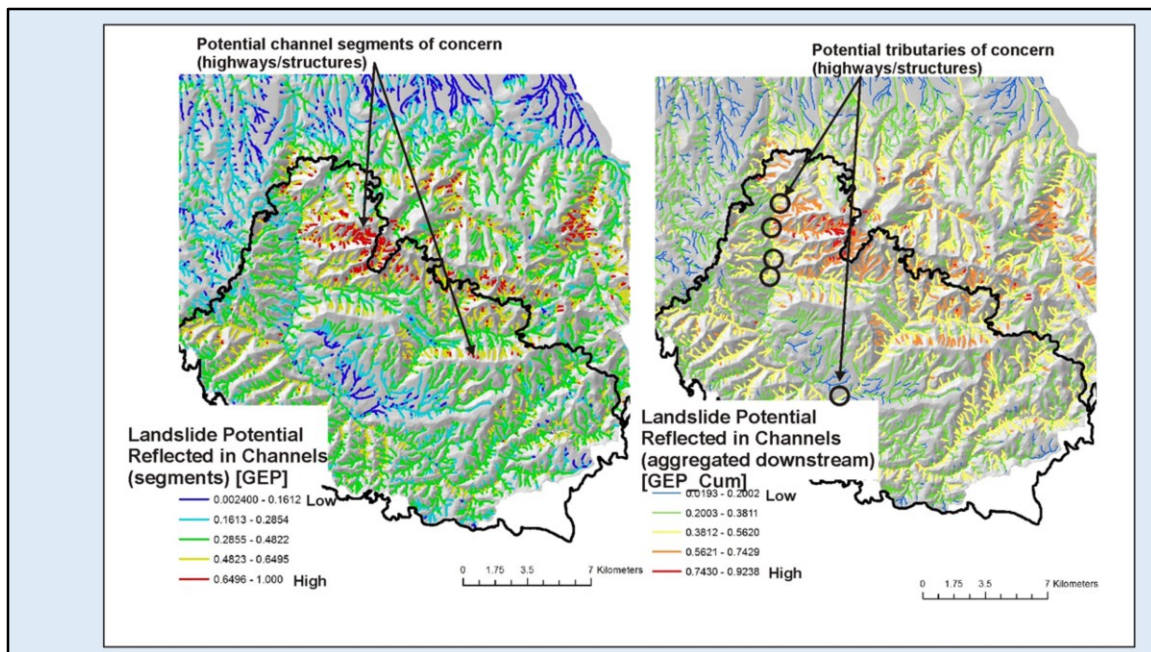 Potential channel segments of concern
(highways/structures)
Potential tributaries of concern
(highways/structures)
Landslide Potential
Reflected in Channels
(segments) [GEP]
0.002400 - 0.1612 Low
0.1613 - 0.2854
0.2855 - 0.4822
0.4823 - 0.6495
0.6496 - 1.000 High
0 1.75 3.5 7 Kilometers
Landslide Potential
Reflected in Channels
(aggregated downstream)
[GEP_Cum]
0.0193 - 0.2002 Low
0.2003 - 0.3811
0.3812 - 0.5620
0.5621 - 0.7429
0.7430 - 0.9238 High
0 1.75 3.5 7 Kilometers